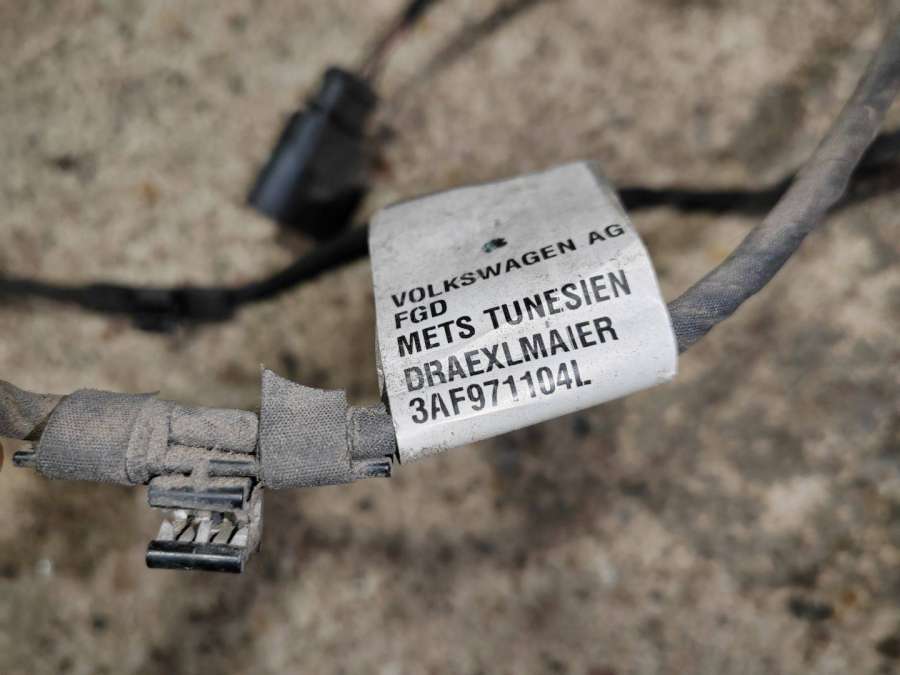 VOLKSWAGEN AG
FGD
METS TUNESIEN
DRAEXLMAIER
3AF971104L